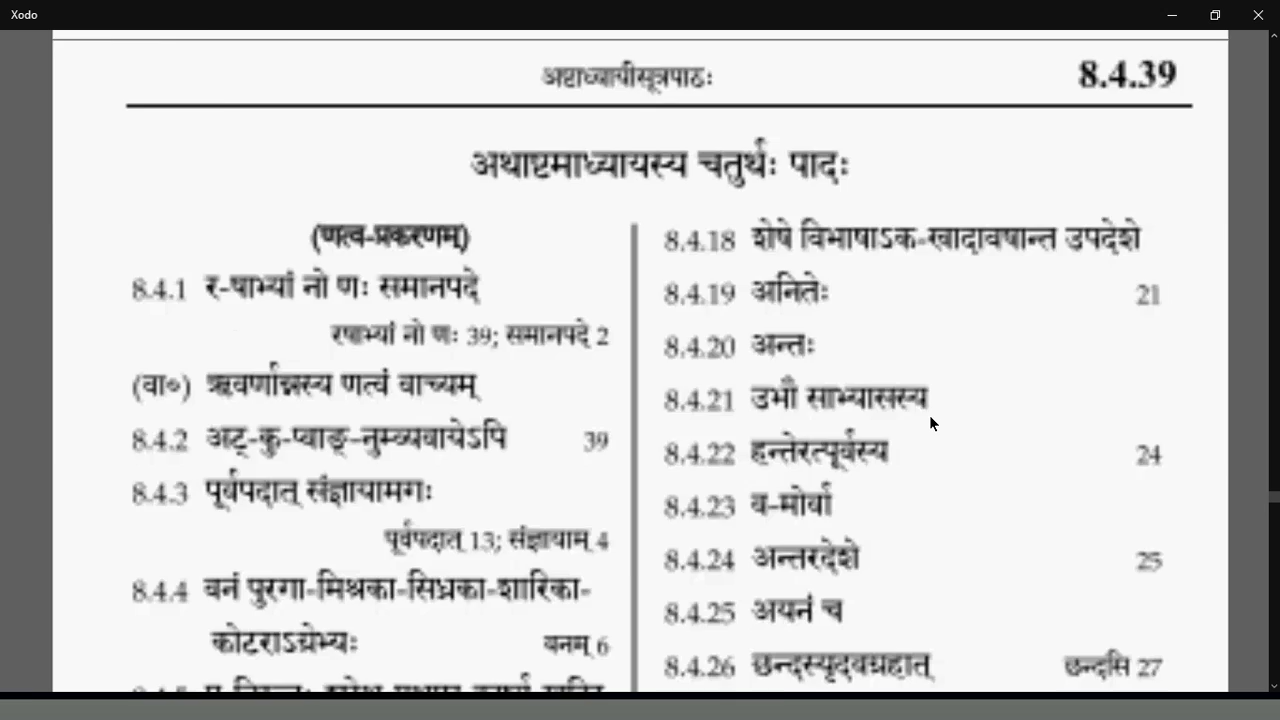 Xodo
अष्टाध्यायीसूत्रपाठः
8.4.39
अथाष्टमाध्यायस्य चतुर्थः पादः
(णत्व-प्रकरणम्)
8.4.1 र-षाभ्यां नो णः समानपदे
रषाभ्यां नो णः 39; समानपदे 2
(वा०) ऋवर्णान्नस्य णत्वं वाच्यम्
8.4.2 अट्-कु-प्वाङ्-नुम्व्यवायेऽपि 39
8.4.3 पूर्वपदात् संज्ञायामगः
पूर्वपदात् 13; संज्ञायाम् 4
8.4.4 वनं पुरगा-मिश्रका-सिध्रका-शारिका-
कोटराऽग्रेभ्यः वनम् 6
8.4.18 शेषे विभाषाऽक-खादावषान्त उपदेशे
8.4.19 अनितेः 21
8.4.20 अन्तः
8.4.21 उभौ साभ्यासस्य
8.4.22 हन्तेरत्पूर्वस्य 24
8.4.23 व-मोर्वा
8.4.24 अन्तरदेशे 25
8.4.25 अयनं च
8.4.26 छन्दस्यृदवग्रहात् छन्दसि 27